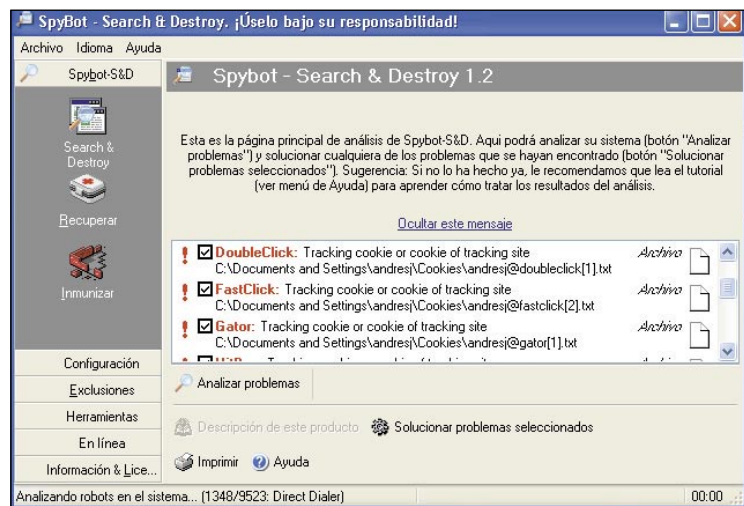 SpyBot - Search & Destroy. ¡Úselo bajo su responsabilidad!
Archivo Idioma Ayuda
Spybot-S&D
Search &
Destroy
Recuperar
Inmunizar
Configuración
Exclusiones
Herramientas
En línea
Información & Lice...
Spybot - Search & Destroy 1.2
Esta es la página principal de análisis de Spybot-S&D. Aqui podrá analizar su sistema (botón "Analizar
problemas") y solucionar cualquiera de los problemas que se hayan encontrado (botón "Solucionar
problemas seleccionados"). Sugerencia: Si no lo ha hecho ya, le recomendamos que lea el tutorial
(ver menú de Ayuda) para aprender cómo tratar los resultados del análisis.
Ocultar este mensaje
DoubleClick: Tracking cookie or cookie of tracking site Archivo
C:\Documents and Settings\andresj\Cookies\andresj@doubleclick[1].txt
FastClick: Tracking cookie or cookie of tracking site Archivo
C:\Documents and Settings\andresj\Cookies\andresj@fastclick[2].txt
Gator: Tracking cookie or cookie of tracking site Archivo
C:\Documents and Settings\andresj\Cookies\andresj@gator[1].txt
Analizar problemas
Descripción de este producto Solucionar problemas seleccionados
Imprimir Ayuda
Analizando robots en el sistema... (1348/9523: Direct Dialer) 00:00